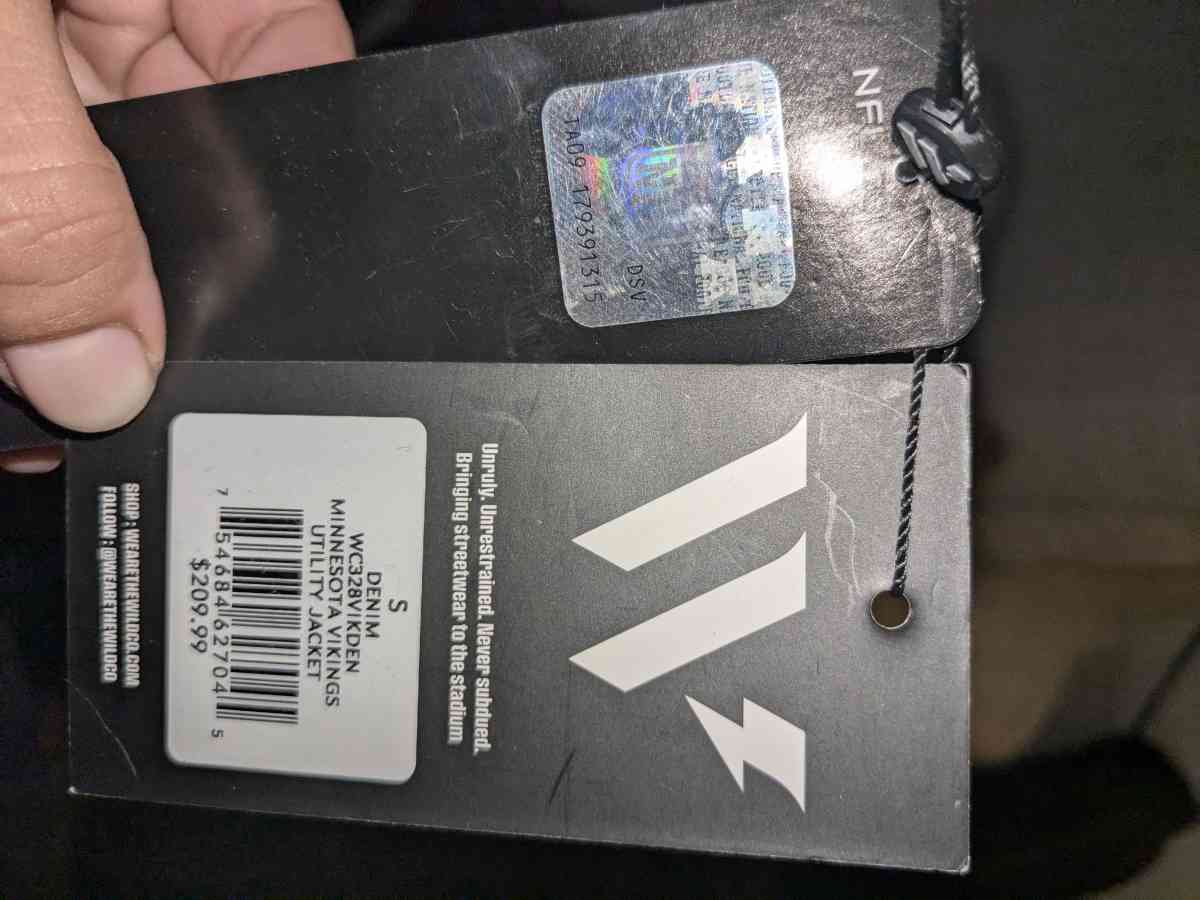 NFL
TA09 179391315
DSV
Unruly. Unrestrained. Never subdued.
Bringing streetwear to the stadium
S
DENIM
WC328VIKDEN
MINNESOTA VIKINGS
UTILITY JACKET
7 54684 62704 5
$209.99
SHOP : WEARETHEWILDCO.COM
FOLLOW : @WEARETHEWILDCO